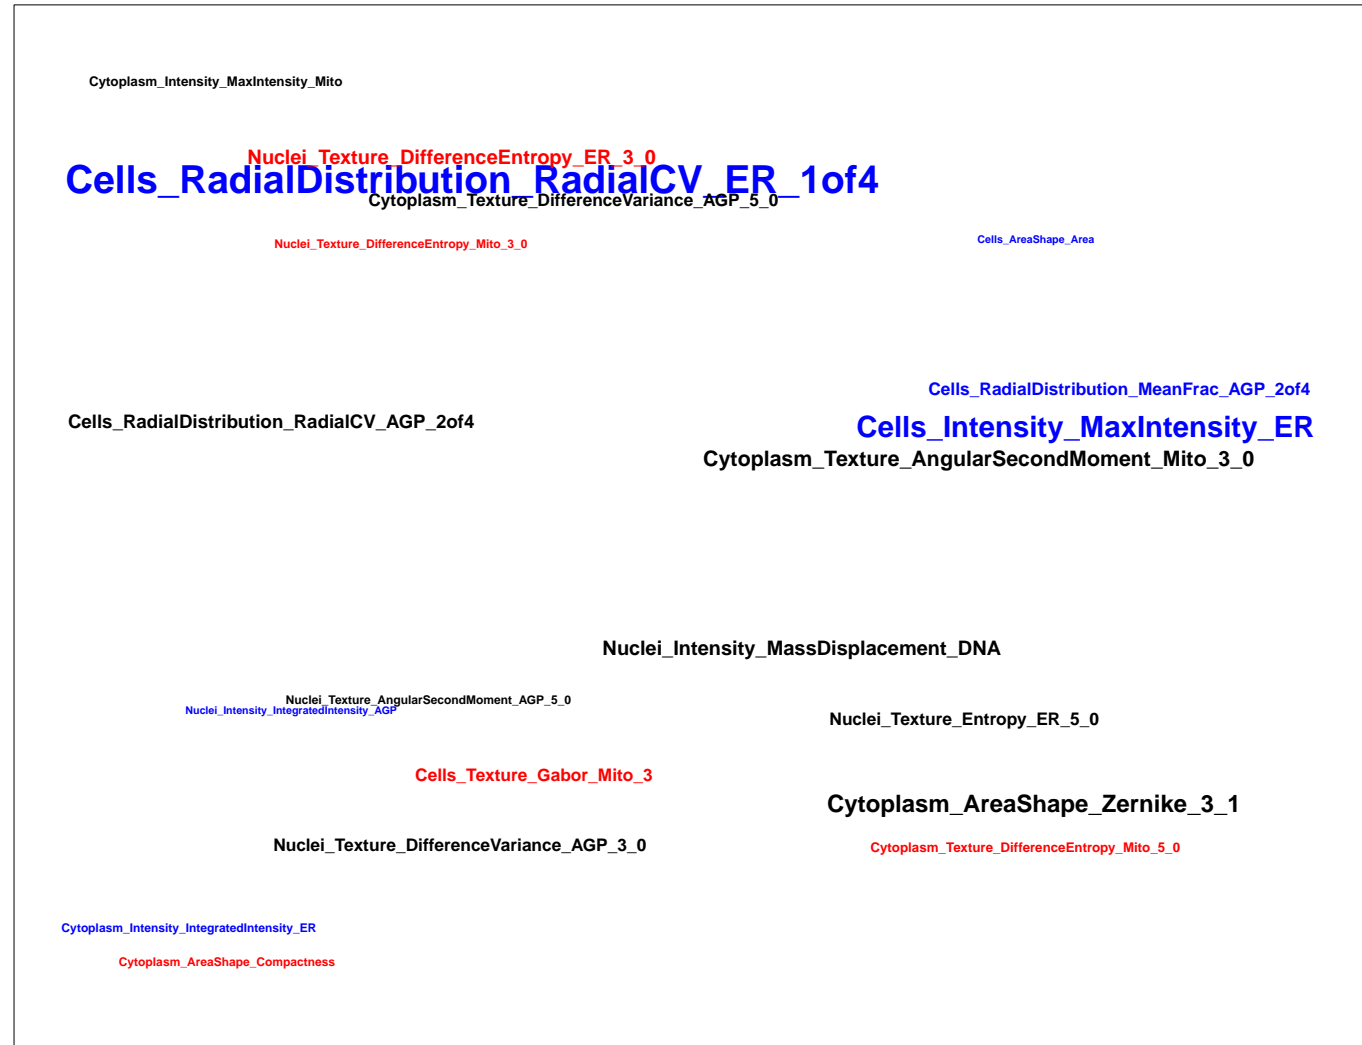 Cytoplasm_Intensity_MaxIntensity_Mito
Nuclei_Texture_DifferenceEntropy_ER_3_0
Cells_RadialDistribution_RadialCV_ER_1of4
Cytoplasm_Texture_DifferenceVariance_AGP_5_0
Nuclei_Texture_DifferenceEntropy_Mito_3_0
Cells_AreaShape_Area
Cells_RadialDistribution_MeanFrac_AGP_2of4
Cells_RadialDistribution_RadialCV_AGP_2of4
Cells_Intensity_MaxIntensity_ER
Cytoplasm_Texture_AngularSecondMoment_Mito_3_0
Nuclei_Intensity_MassDisplacement_DNA
Nuclei_Texture_AngularSecondMoment_AGP_5_0
Nuclei_Intensity_IntegratedIntensity_AGP
Nuclei_Texture_Entropy_ER_5_0
Cells_Texture_Gabor_Mito_3
Cytoplasm_AreaShape_Zernike_3_1
Nuclei_Texture_DifferenceVariance_AGP_3_0
Cytoplasm_Texture_DifferenceEntropy_Mito_5_0
Cytoplasm_Intensity_IntegratedIntensity_ER
Cytoplasm_AreaShape_Compactness